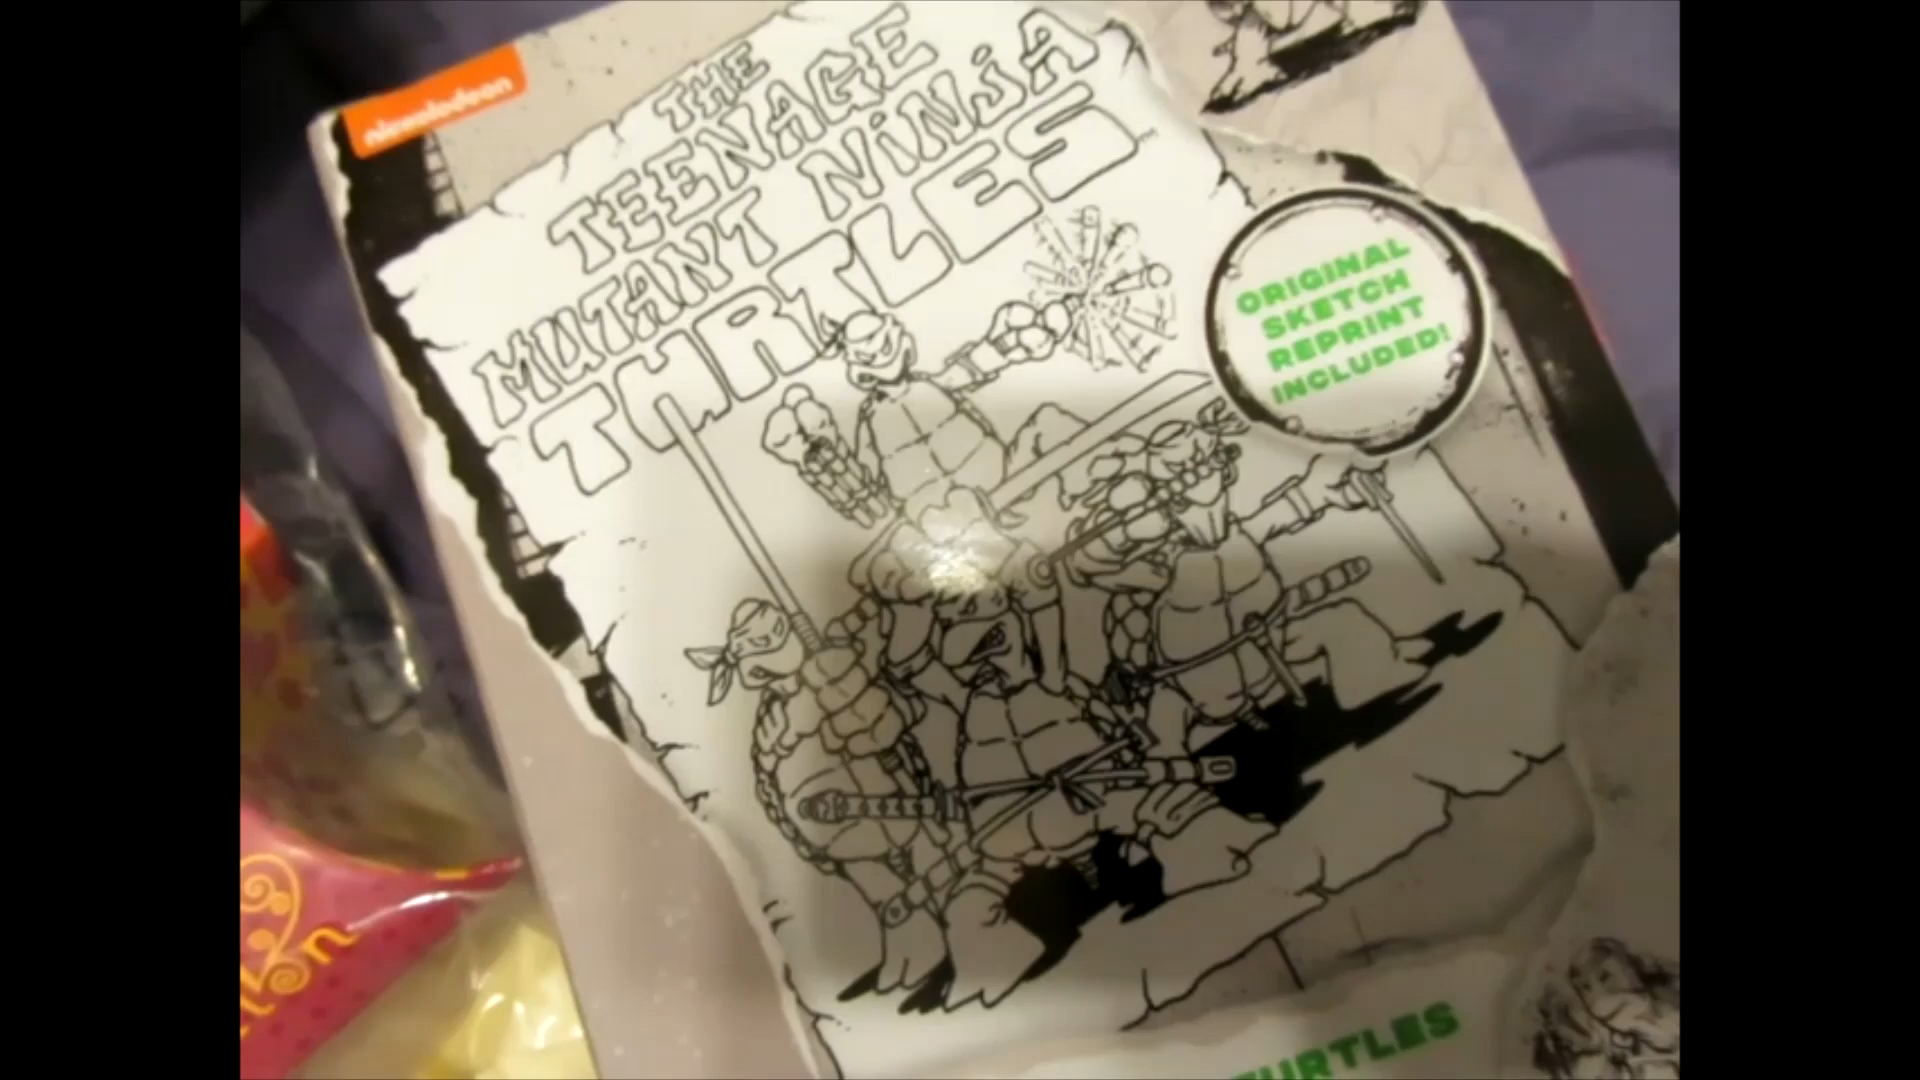 nickelodeon
THE
TEENAGE
MUTANT NiNJA
TURTLES
ORIGINAL
SKETCH
REPRINT
INCLUDED!
TURTLES